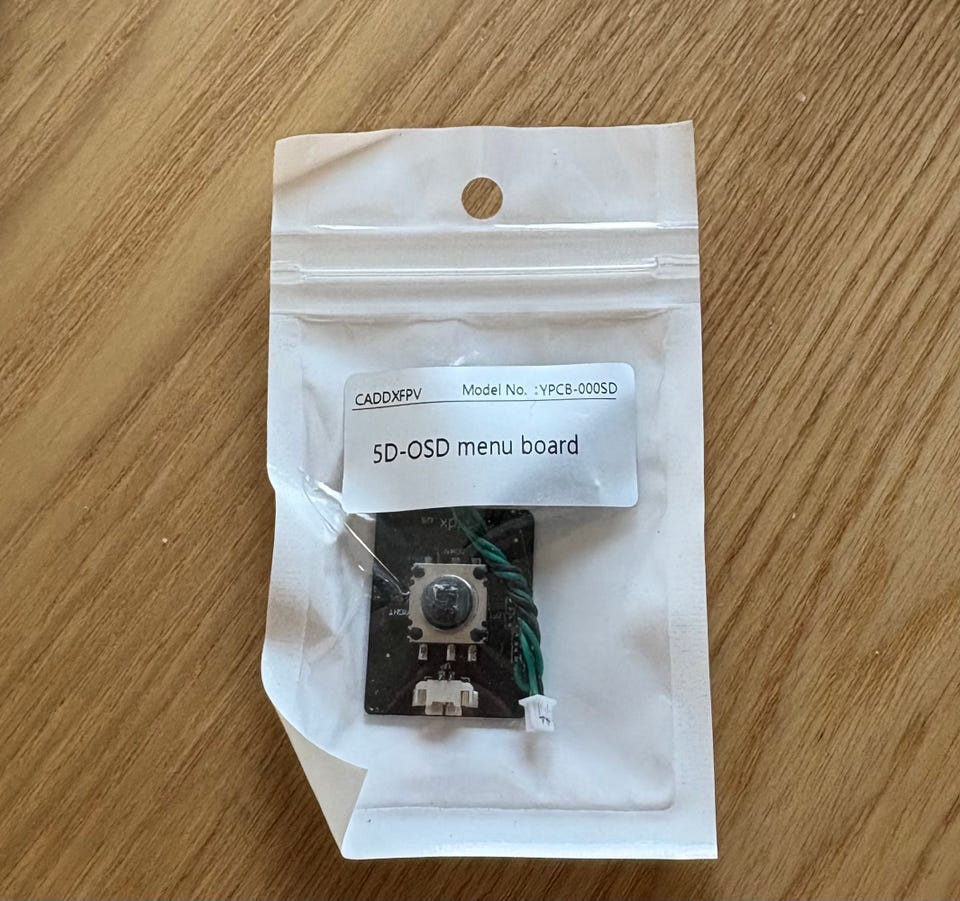 CADDXFPV Model No. :YPCB-000SD
5D-OSD menu board